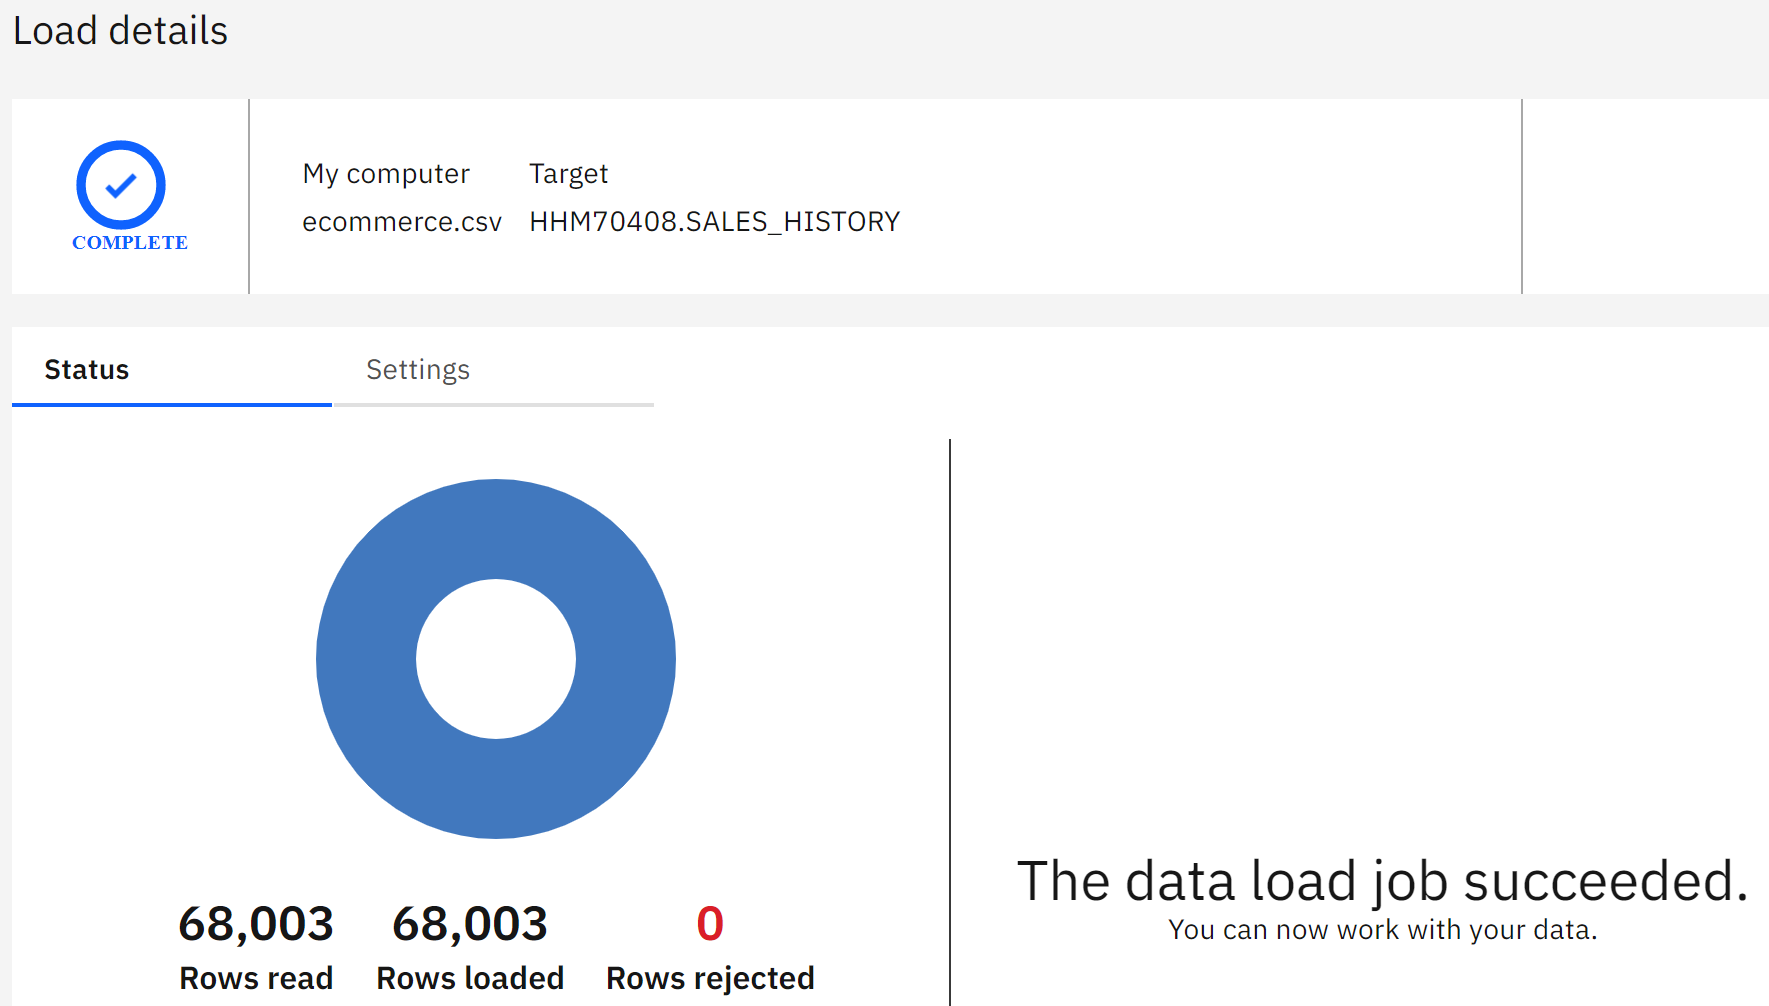 Load details
COMPLETE
My computer Target
ecommerce.csv HHM70408.SALES_HISTORY
Status Settings
68,003 68,003 0
Rows read Rows loaded Rows rejected
The data load job succeeded.
You can now work with your data.